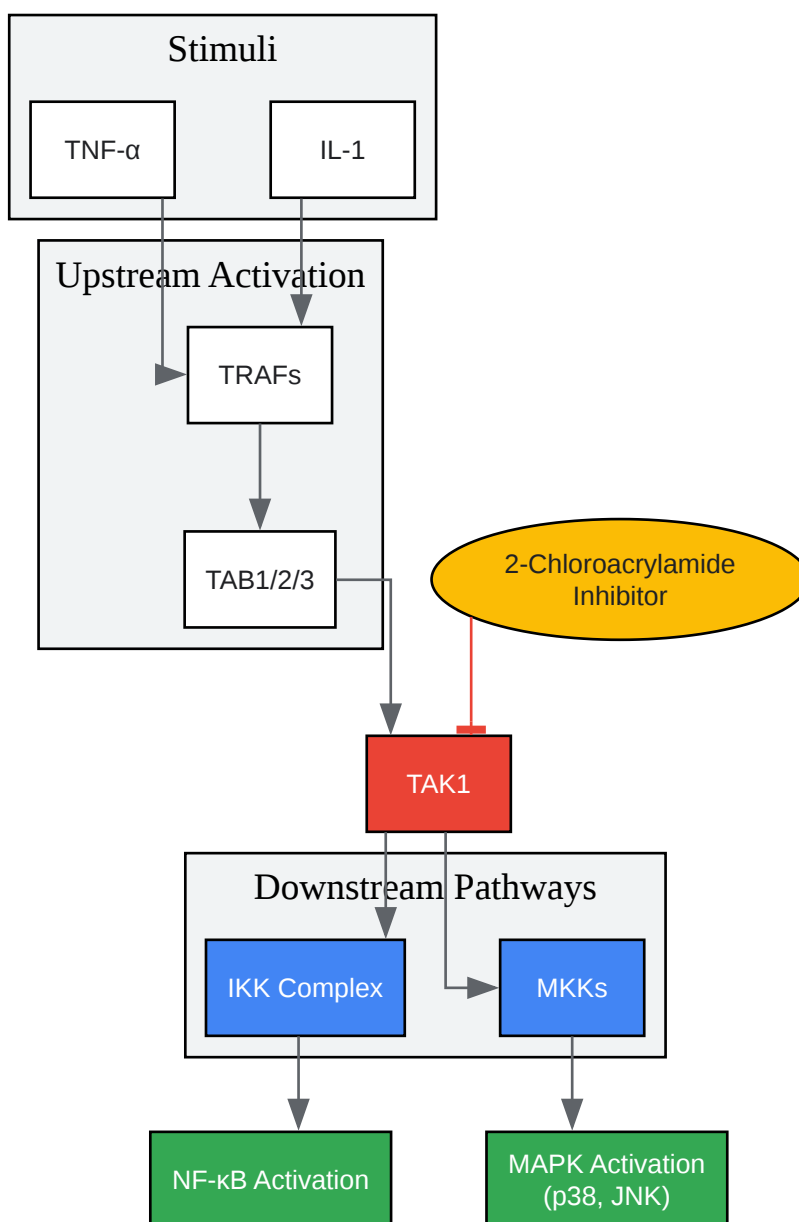 Stimuli
TNF-α
IL-1
Upstream Activation
TRAFs
TAB1/2/3
2-Chloroacrylamide
Inhibitor
TAK1
Downstream Pathways
IKK Complex
MKKs
NF-κB Activation
MAPK Activation
(p38, JNK)